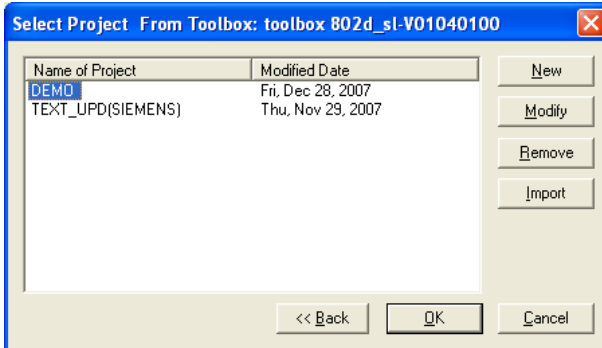 Select Project From Toolbox: toolbox 802d_sl-V01040100
Name of Project Modified Date
DEMO Fri, Dec 28, 2007
TEXT_UPD(SIEMENS) Thu, Nov 29, 2007
New
Modify
Remove
Import
<< Back OK Cancel